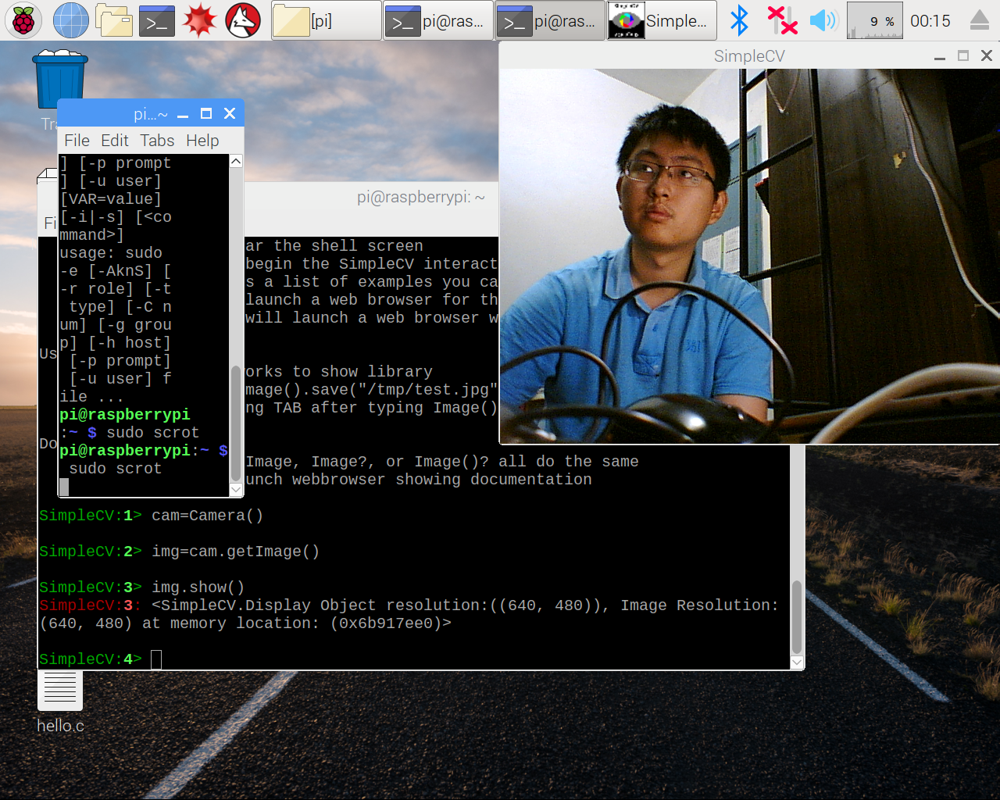 [pi]
pi@ras...
pi@ras...
Simple...
9 %
00:15
SimpleCV
pi...~
File Edit Tabs Help
] [-p prompt
] [-u user]
[VAR=value]
[-i|-s] [<co
mmand>]
usage: sudo
-e [-AknS] [
-r role] [-t
 type] [-C n
um] [-g grou
p] [-h host]
 [-p prompt]
 [-u user] f
ile ...
pi@raspberrypi
:~ $ sudo scrot
pi@raspberrypi:~ $
 sudo scrot
pi@raspberrypi: ~
Fi
ar the shell screen
begin the SimpleCV interact
s a list of examples you ca
launch a web browser for th
will launch a web browser w
Us
orks to show library
mage().save("/tmp/test.jpg"
ng TAB after typing Image()
Do
Image, Image?, or Image()? all do the same
unch webbrowser showing documentation
SimpleCV:1> cam=Camera()
SimpleCV:2> img=cam.getImage()
SimpleCV:3> img.show()
SimpleCV:3: <SimpleCV.Display Object resolution:((640, 480)), Image Resolution:
(640, 480) at memory location: (0x6b917ee0)>
SimpleCV:4>
hello.c